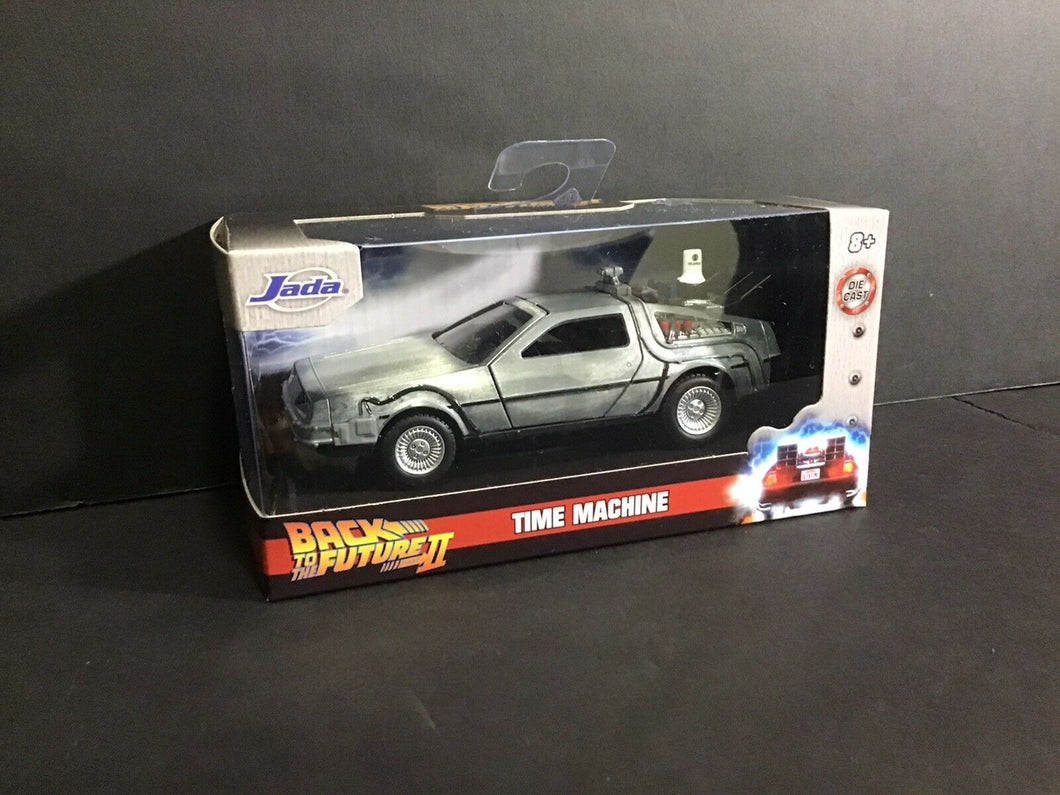 Jada
8+
DIE
CAST
BACK
TO THE
FUTURE
II
TIME MACHINE